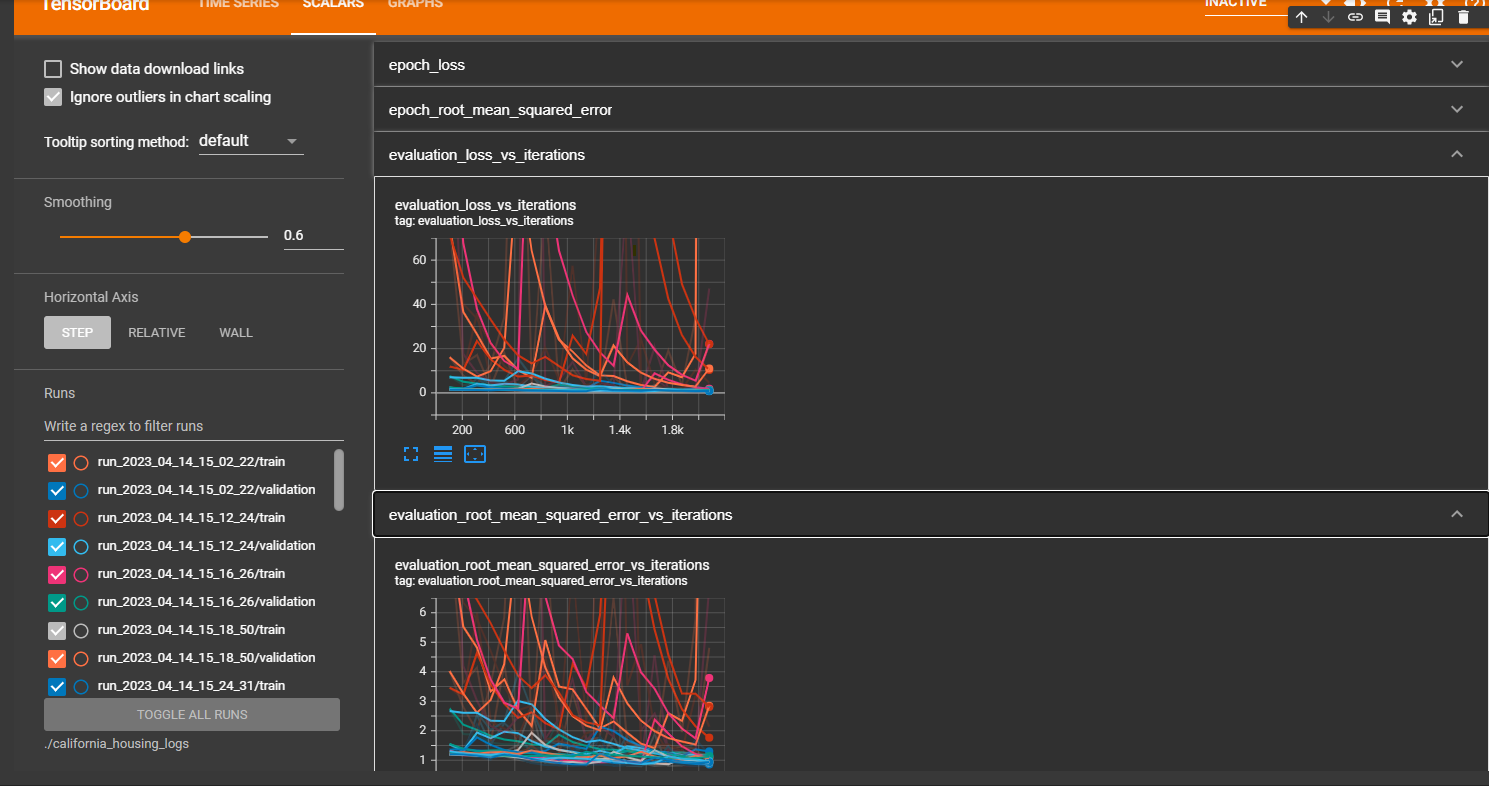 TensorBoard
TIME SERIES
SCALARS
GRAPHS
INACTIVE
Show data download links
Ignore outliers in chart scaling
Tooltip sorting method: default
Smoothing
0.6
Horizontal Axis
STEP
RELATIVE
WALL
Runs
Write a regex to filter runs
run_2023_04_14_15_02_22/train
run_2023_04_14_15_02_22/validation
run_2023_04_14_15_12_24/train
run_2023_04_14_15_12_24/validation
run_2023_04_14_15_16_26/train
run_2023_04_14_15_16_26/validation
run_2023_04_14_15_18_50/train
run_2023_04_14_15_18_50/validation
run_2023_04_14_15_24_31/train
TOGGLE ALL RUNS
./california_housing_logs
epoch_loss
epoch_root_mean_squared_error
evaluation_loss_vs_iterations
evaluation_loss_vs_iterations
tag: evaluation_loss_vs_iterations
60
40
20
0
200 600 1k 1.4k 1.8k
evaluation_root_mean_squared_error_vs_iterations
evaluation_root_mean_squared_error_vs_iterations
tag: evaluation_root_mean_squared_error_vs_iterations
6
5
4
3
2
1